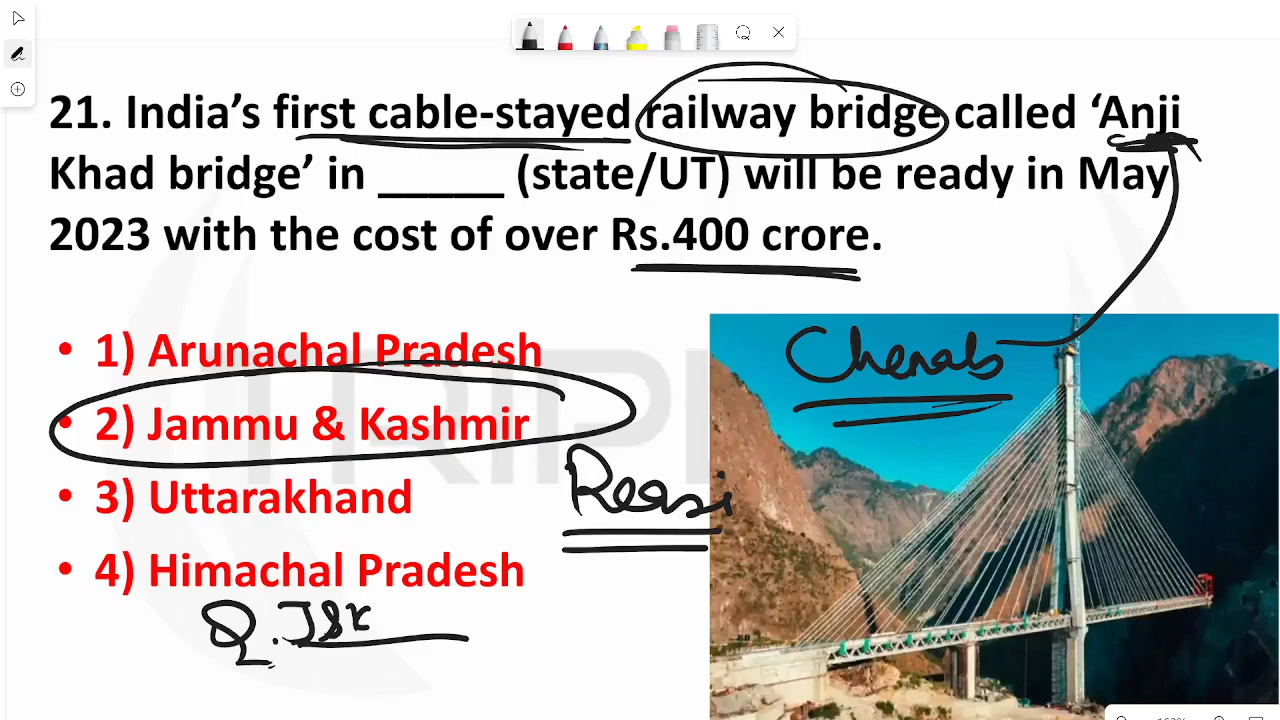 21. India’s first cable-stayed railway bridge called ‘Anji
Khad bridge’ in _____ (state/UT) will be ready in May
2023 with the cost of over Rs.400 crore.
• 1) Arunachal Pradesh
Chenab
• 2) Jammu & Kashmir
Reasi
• 3) Uttarakhand
• 4) Himachal Pradesh
Q. J&K